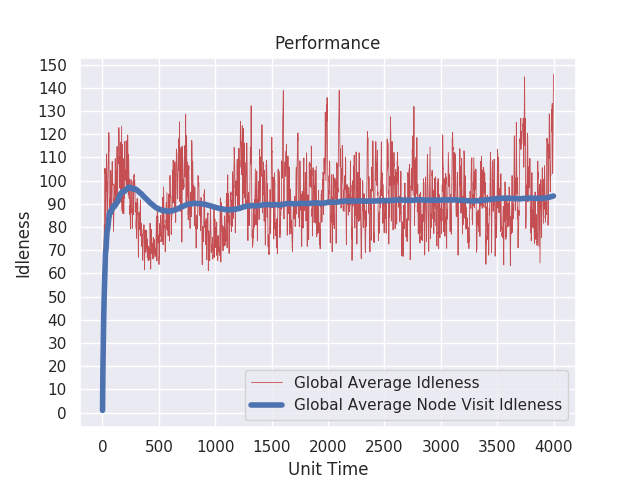 Performance
150
140
130
120
110
100
90
80
70
60
50
40
30
20
10
0
Idleness
0 500 1000 1500 2000 2500 3000 3500 4000
Unit Time
Global Average Idleness
Global Average Node Visit Idleness